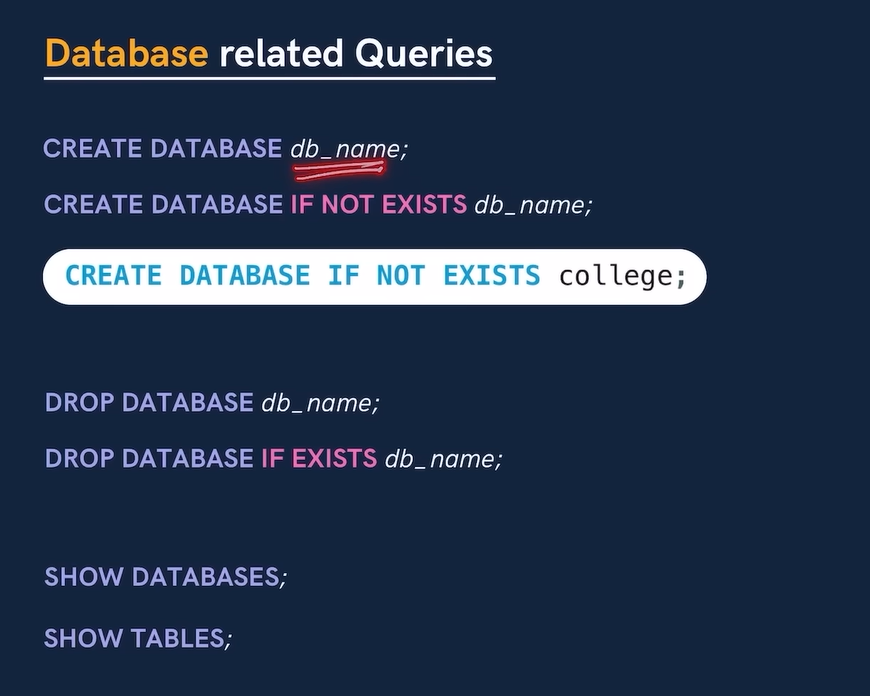 Database related Queries
CREATE DATABASE db_name;
CREATE DATABASE IF NOT EXISTS db_name;
CREATE DATABASE IF NOT EXISTS college;
DROP DATABASE db_name;
DROP DATABASE IF EXISTS db_name;
SHOW DATABASES;
SHOW TABLES;